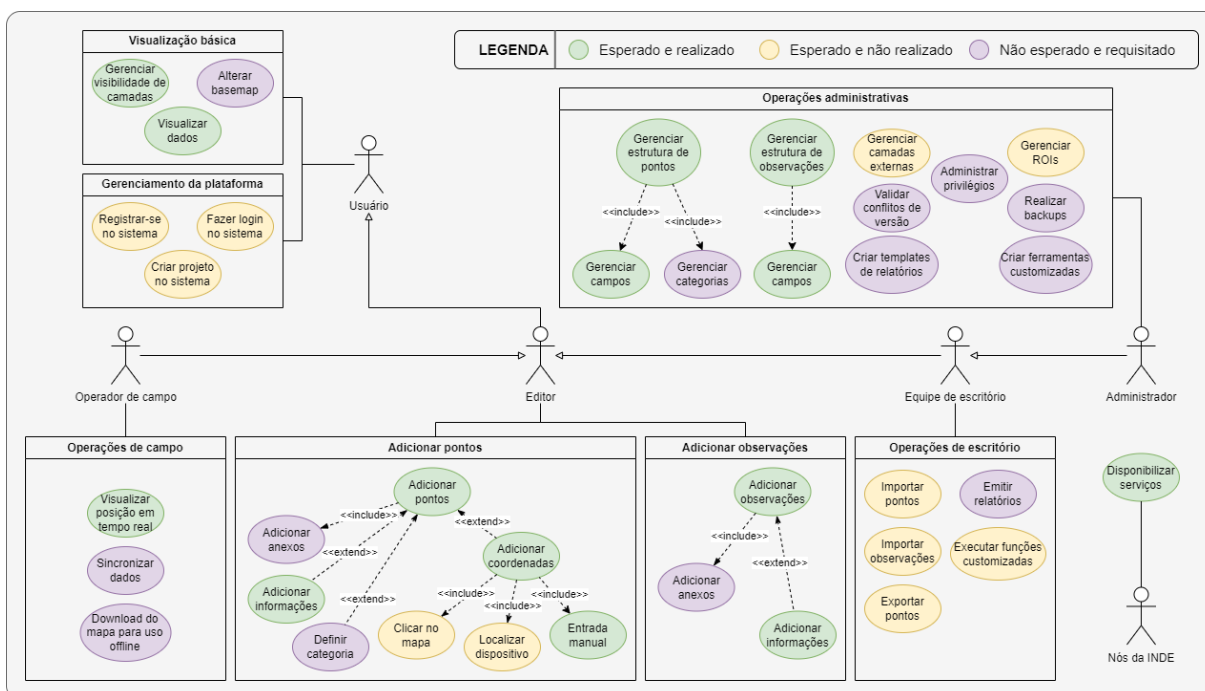 Visualização básica
Gerenciar
visibilidade de
camadas
Alterar
basemap
Visualizar
dados
LEGENDA
Esperado e realizado
Esperado e não realizado
Não esperado e requisitado
Gerenciamento da plataforma
Registrar-se
no sistema
Fazer login
no sistema
Criar projeto
no sistema
Usuário
Operações administrativas
Gerenciar
estrutura de
pontos
Gerenciar
estrutura de
observações
Gerenciar
camadas
externas
Administrar
privilégios
Gerenciar
ROIs
Validar
conflitos de
versão
Realizar
backups
<<include>>
<<include>>
<<include>>
Gerenciar
campos
Gerenciar
categorias
Gerenciar
campos
Criar templates
de relatórios
Criar ferramentas
customizadas
Operador de campo
Editor
Equipe de escritório
Administrador
Operações de campo
Visualizar
posição em
tempo real
Sincronizar
dados
Download do
mapa para uso
offline
Adicionar pontos
Adicionar
pontos
<<include>>
<<extend>>
Adicionar
anexos
<<extend>>
Adicionar
coordenadas
Adicionar
informações
<<extend>>
<<include>>
<<include>>
<<include>>
Definir
categoria
Clicar no
mapa
Localizar
dispositivo
Entrada
manual
Adicionar observações
Adicionar
observações
<<include>>
<<extend>>
Adicionar
anexos
Adicionar
informações
Operações de escritório
Importar
pontos
Emitir
relatórios
Importar
observações
Executar funções
customizadas
Exportar
pontos
Disponibilizar
serviços
Nós da INDE